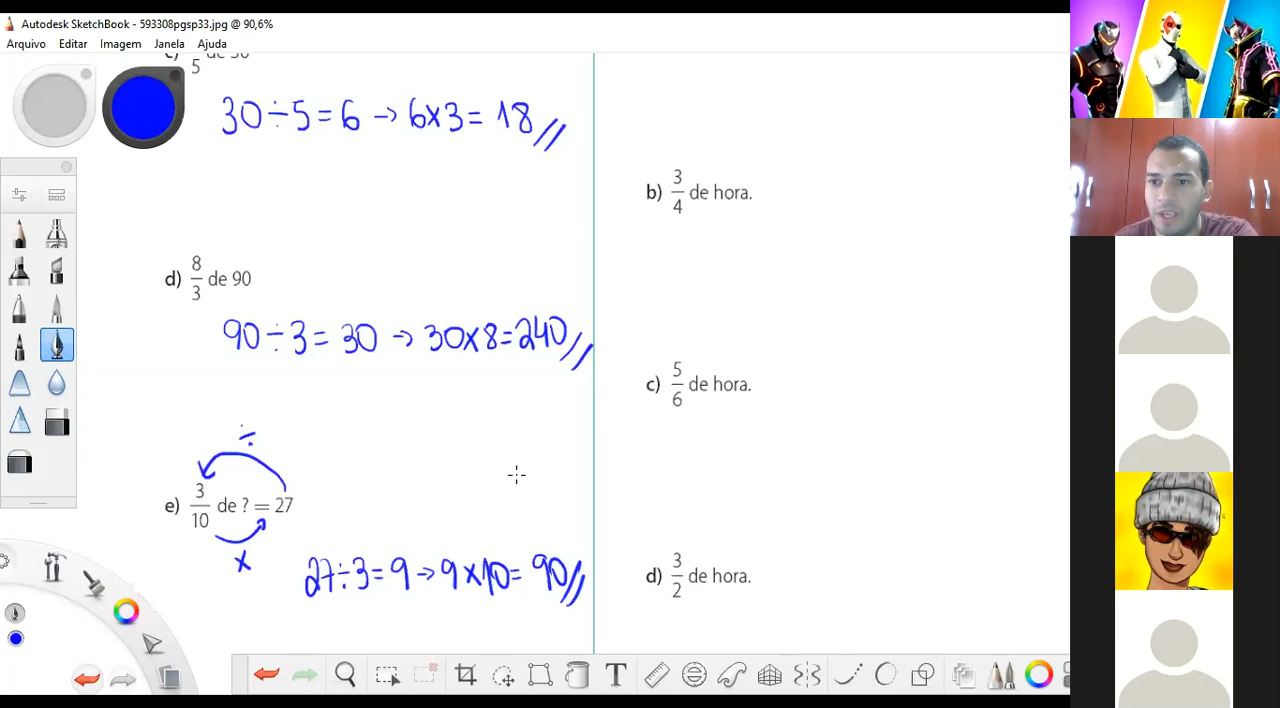 Autodesk SketchBook - 593308pgsp33.jpg @ 90,6%
Arquivo Editar Imagem Janela Ajuda
5
30 ÷ 5 = 6 → 6x3 = 18 //
d) 8/3 de 90
90 ÷ 3 = 30 → 30x8 = 240 //
÷
e) 3/10 de ? = 27
x
27 ÷ 3 = 9 → 9 x 10 = 90 //
b) 3/4 de hora.
c) 5/6 de hora.
d) 3/2 de hora.